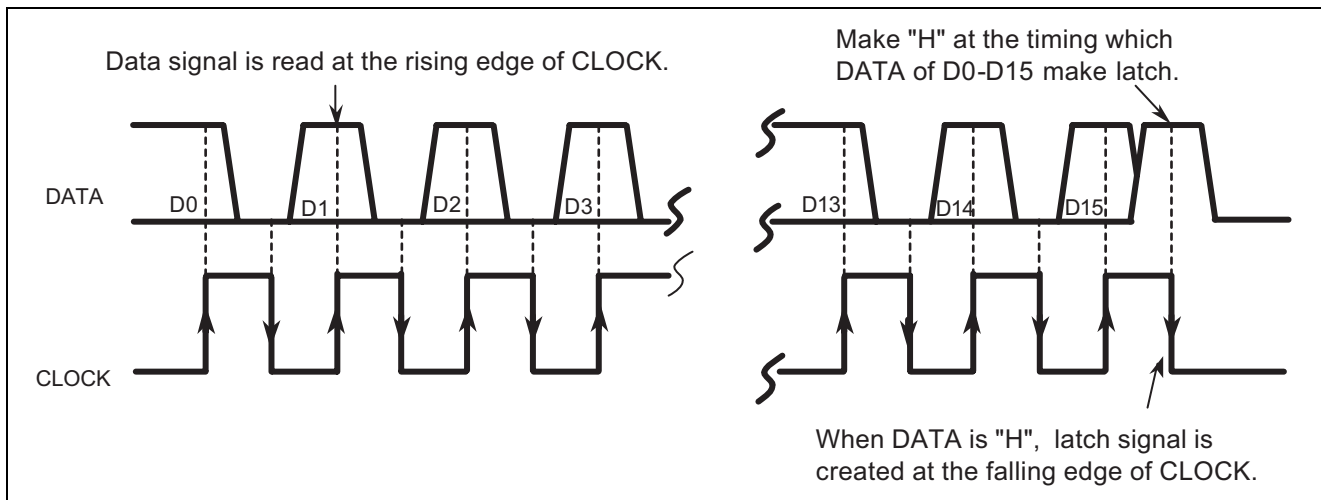 Data signal is read at the rising edge of CLOCK.
Make "H" at the timing which
DATA of D0-D15 make latch.
DATA
D0
D1
D2
D3
D13
D14
D15
CLOCK
When DATA is "H", latch signal is
created at the falling edge of CLOCK.